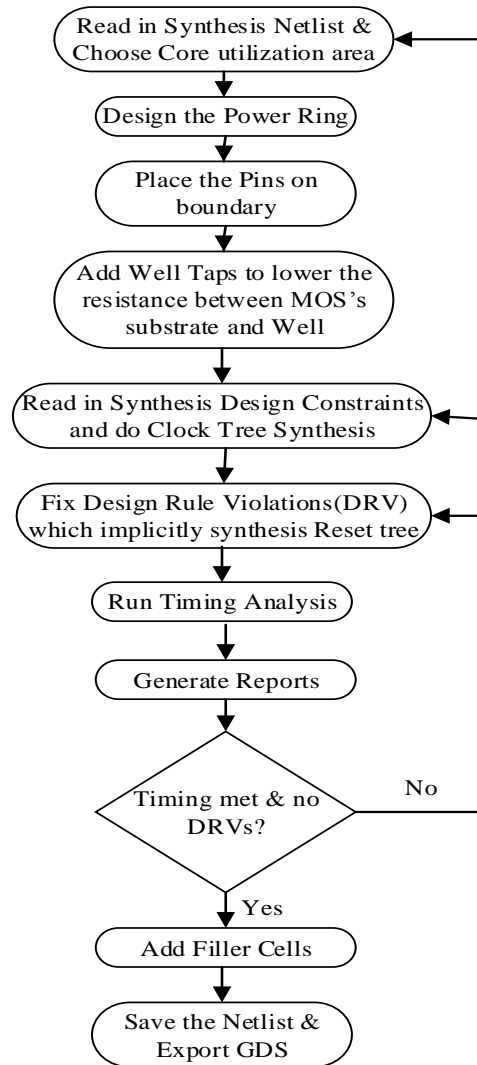 Read in Synthesis Netlist &
Choose Core utilization area
Design the Power Ring
Place the Pins on
boundary
Add Well Taps to lower the
resistance between MOS's
substrate and Well
Read in Synthesis Design Constraints
and do Clock Tree Synthesis
Fix Design Rule Violations(DRV)
which implicitly synthesis Reset tree
Run Timing Analysis
Generate Reports
Timing met & no
DRVs?
No
Yes
Add Filler Cells
Save the Netlist &
Export GDS